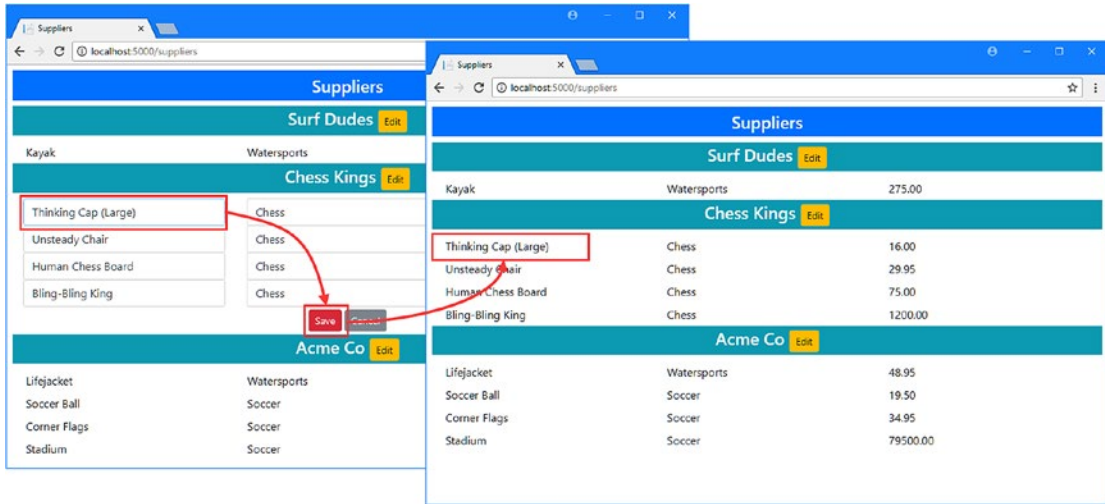 Suppliers
localhost:5000/suppliers
Suppliers
Surf Dudes Edit
Kayak Watersports
Chess Kings Edit
Thinking Cap (Large) Chess
Unsteady Chair Chess
Human Chess Board Chess
Bling-Bling King Chess
Save Cancel
Acme Co Edit
Lifejacket Watersports
Soccer Ball Soccer
Corner Flags Soccer
Stadium Soccer
Suppliers
localhost:5000/suppliers
Suppliers
Surf Dudes Edit
Kayak Watersports 275.00
Chess Kings Edit
Thinking Cap (Large) Chess 16.00
Unsteady Chair Chess 29.95
Human Chess Board Chess 75.00
Bling-Bling King Chess 1200.00
Acme Co Edit
Lifejacket Watersports 48.95
Soccer Ball Soccer 19.50
Corner Flags Soccer 34.95
Stadium Soccer 79500.00